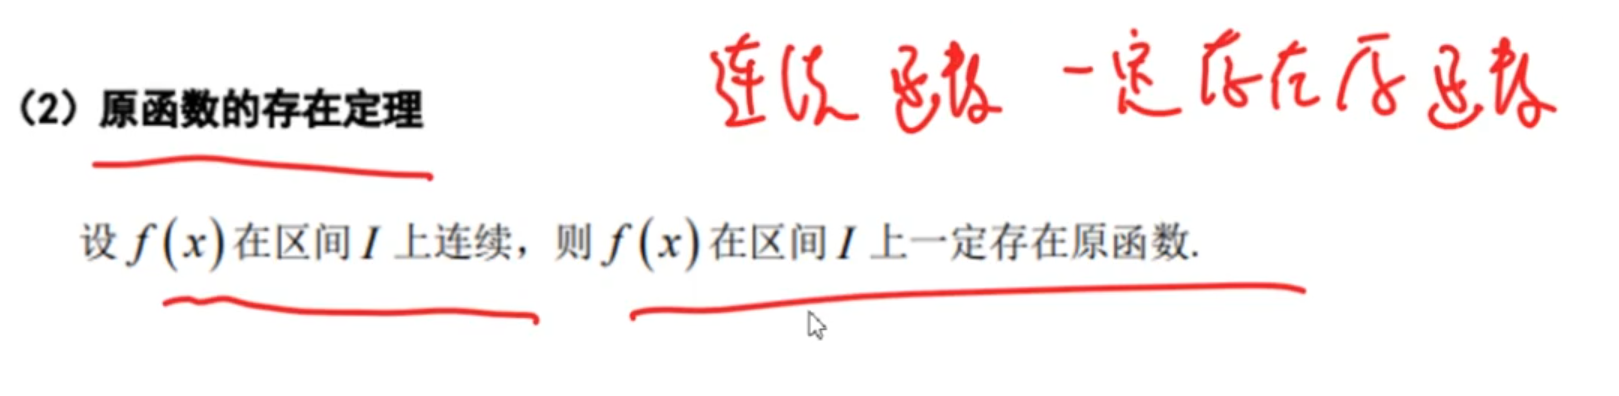 连续函数一定存在原函数
(2)原函数的存在定理
设 f(x) 在区间 I 上连续，则 f(x) 在区间 I 上一定存在原函数.